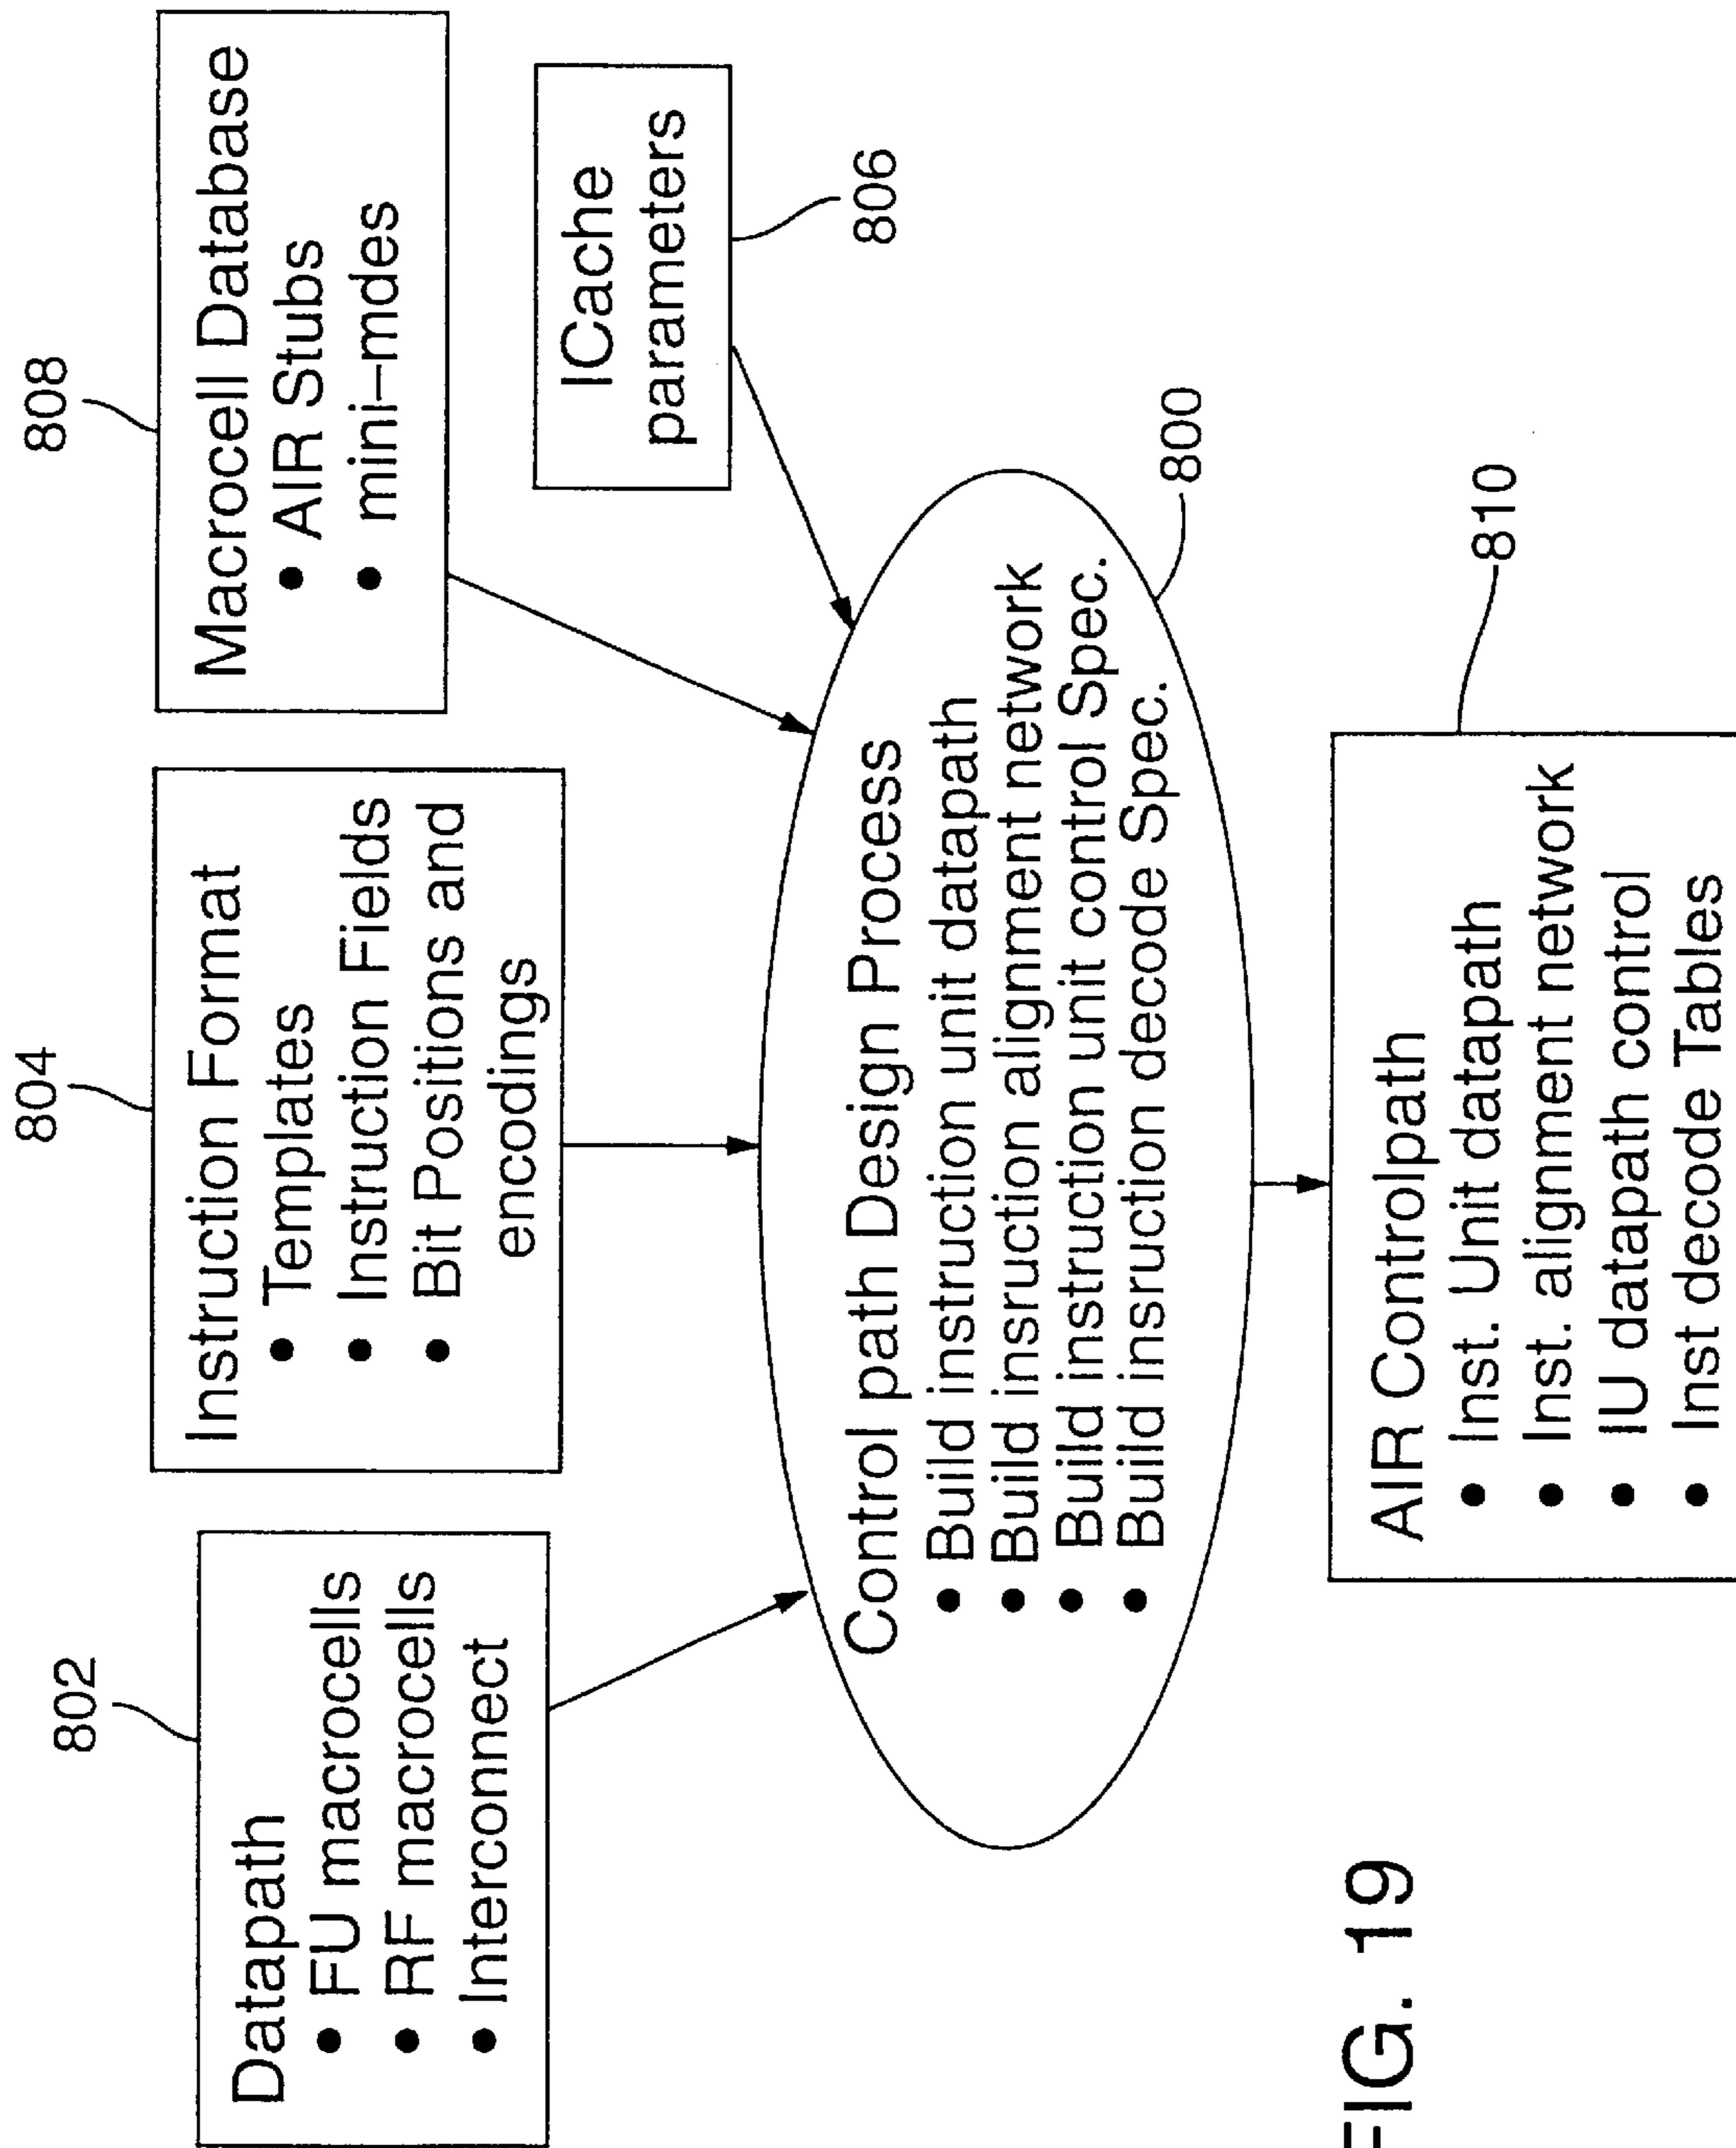 802
Datapath
• FU macrocells
• RF macrocells
• Interconnect
804
Instruction Format
• Templates
• Instruction Fields
• Bit Positions and
encodings
808
Macrocell Database
• AIR Stubs
• mini-mdes
ICache
parameters
806
Control path Design Process
• Build instruction unit datapath
• Build insruction alignment network
• Build instruction unit control Spec.
• Build insruction decode Spec.
800
AIR Controlpath
• Inst. Unit datapath
• Inst. alignment network
• IU datapath control
• Inst decode Tables
810
FIG. 19